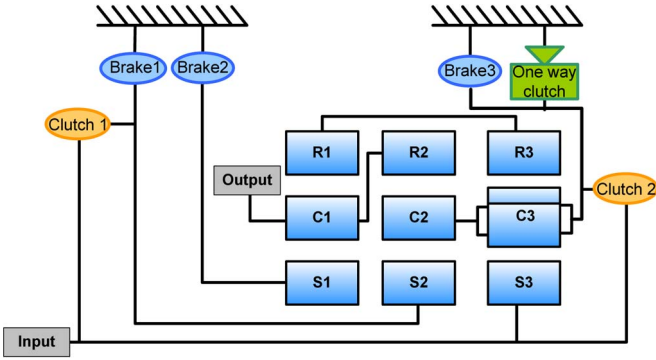 Brake1
Brake2
Brake3
One way
clutch
Clutch 1
R1
R2
R3
Output
Clutch 2
C1
C2
C3
S1
S2
S3
Input